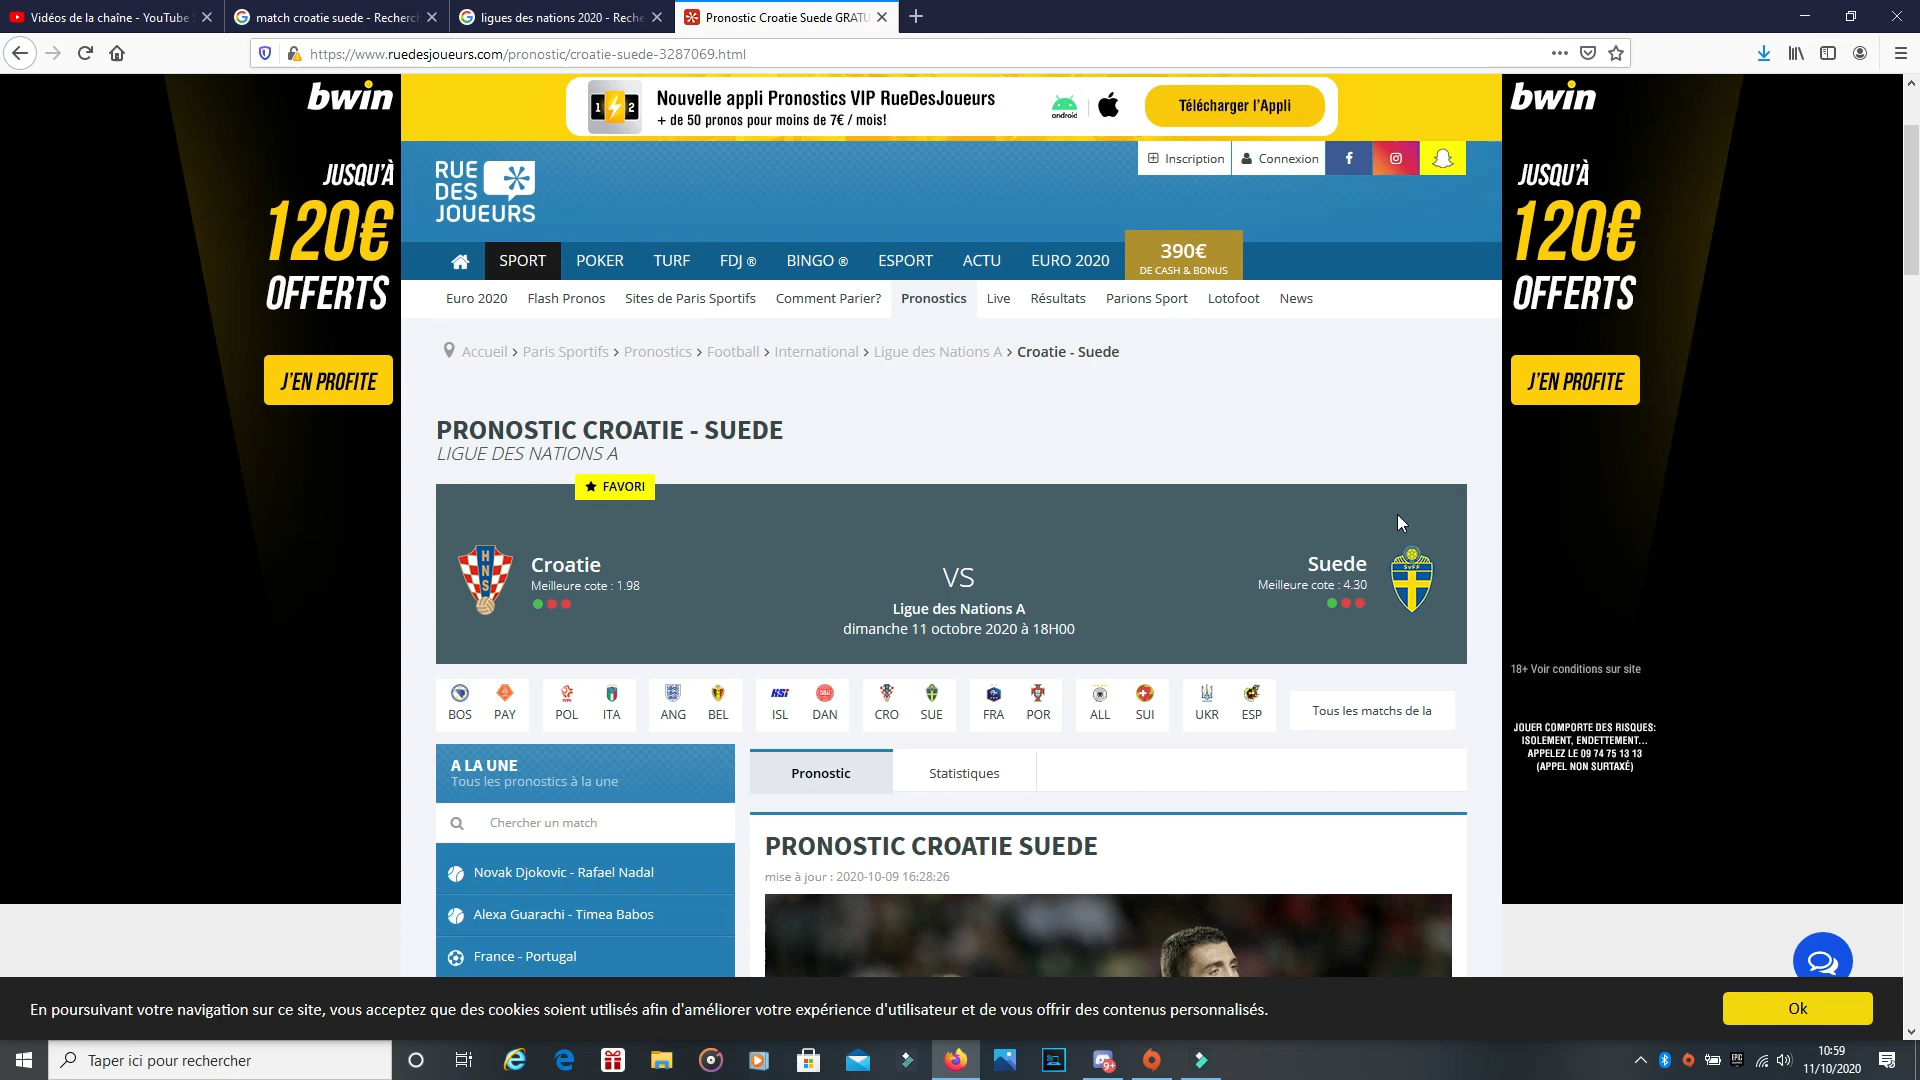 Vidéos de la chaîne - YouTube
match croatie suede - Recherc
ligues des nations 2020 - Reche
Pronostic Croatie Suede GRATU
https://www.ruedesjoueurs.com/pronostic/croatie-suede-3287069.html
bwin
JUSQU'À
120€
OFFERTS
J'EN PROFITE
1 2
Nouvelle appli Pronostics VIP RueDesJoueurs
+ de 50 pronos pour moins de 7€ / mois!
android
Télécharger l'Appli
bwin
JUSQU'À
120€
OFFERTS
J'EN PROFITE
18+ Voir conditions sur site
JOUER COMPORTE DES RISQUES:
ISOLEMENT, ENDETTEMENT...
APPELEZ LE 09 74 75 13 13
(APPEL NON SURTAXÉ)
RUE
DES
JOUEURS
Inscription
Connexion
SPORT
POKER
TURF
FDJ ®
BINGO ®
ESPORT
ACTU
EURO 2020
390€
DE CASH & BONUS
Euro 2020
Flash Pronos
Sites de Paris Sportifs
Comment Parier?
Pronostics
Live
Résultats
Parions Sport
Lotofoot
News
Accueil > Paris Sportifs > Pronostics > Football > International > Ligue des Nations A > Croatie - Suede
PRONOSTIC CROATIE - SUEDE
LIGUE DES NATIONS A
★ FAVORI
HNS
Croatie
Meilleure cote : 1.98
VS
Ligue des Nations A
dimanche 11 octobre 2020 à 18H00
Suede
Meilleure cote : 4.30
SvFF
BOS PAY
POL ITA
ANG BEL
KSÍ
ISL DAN
CRO SUE
FRA POR
ALL SUI
UKR ESP
Tous les matchs de la
A LA UNE
Tous les pronostics à la une
Chercher un match
Novak Djokovic - Rafael Nadal
Alexa Guarachi - Timea Babos
France - Portugal
Pronostic
Statistiques
PRONOSTIC CROATIE SUEDE
mise à jour : 2020-10-09 16:28:26
En poursuivant votre navigation sur ce site, vous acceptez que des cookies soient utilisés afin d'améliorer votre expérience d'utilisateur et de vous offrir des contenus personnalisés.
Ok
Taper ici pour rechercher
9+
EPIC
10:59
11/10/2020